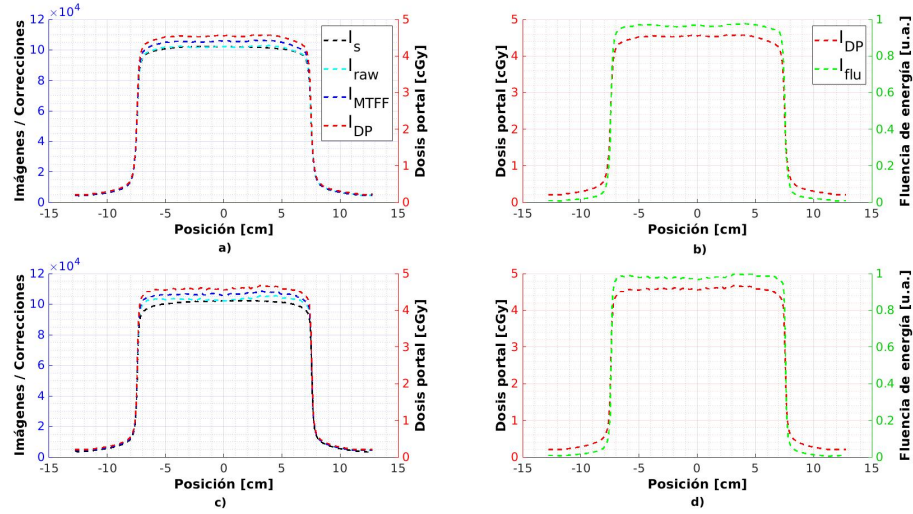 ×10⁴
Imágenes / Correcciones
12
10
8
6
4
2
0
Dosis portal [cGy]
5
4
3
2
1
0
-15 -10 -5 0 5 10 15
Posición [cm]
a)
I_s
I_raw
I_MTFF
I_DP
Dosis portal [cGy]
5
4
3
2
1
0
Fluencia de energía [u.a.]
1
0.8
0.6
0.4
0.2
0
-15 -10 -5 0 5 10 15
Posición [cm]
b)
I_DP
I_flu
×10⁴
Imágenes / Correcciones
12
10
8
6
4
2
0
Dosis portal [cGy]
5
4
3
2
1
0
-15 -10 -5 0 5 10 15
Posición [cm]
c)
Dosis portal [cGy]
5
4
3
2
1
0
Fluencia de energía [u.a.]
1
0.8
0.6
0.4
0.2
0
-15 -10 -5 0 5 10 15
Posición [cm]
d)